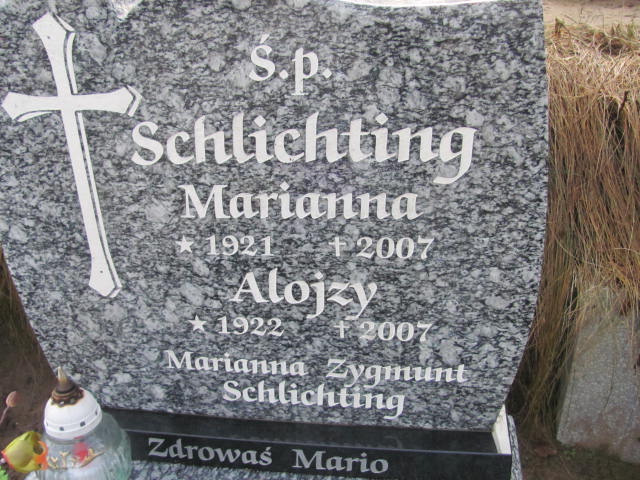 Ś.p.
Schlichting
Marianna
★ 1921 ✝ 2007
Alojzy
★ 1922 ✝ 2007
Marianna Zygmunt
Schlichting
Zdrowaś Mario